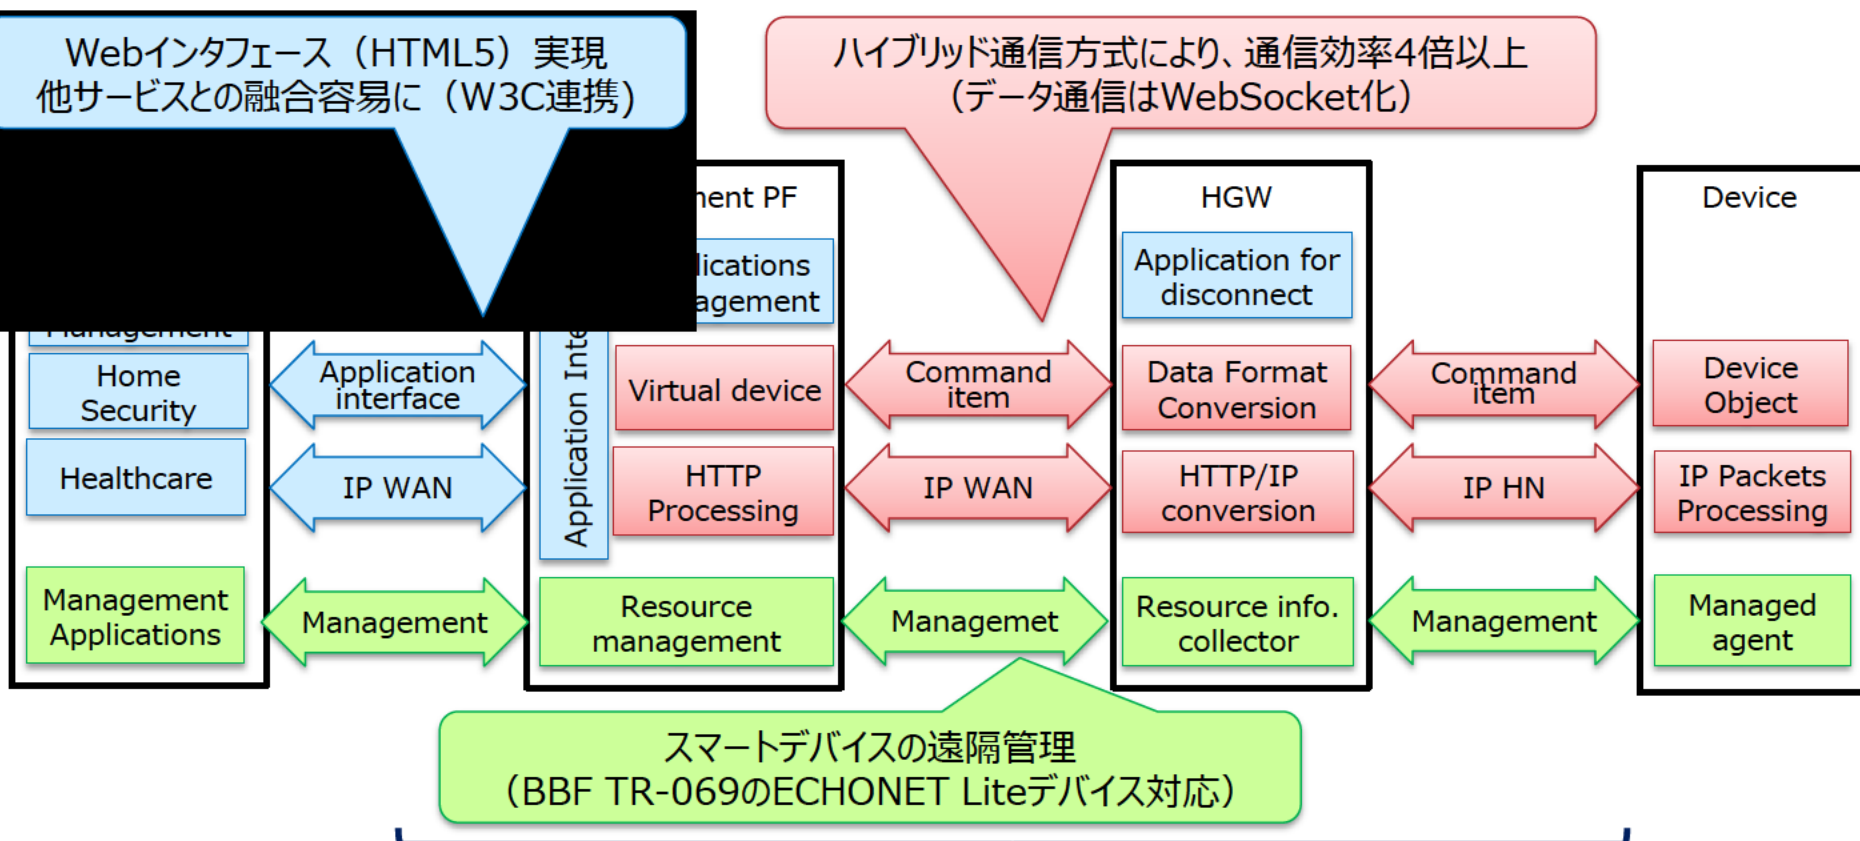 Webインタフェース（HTML5）実現
他サービスとの融合容易に（W3C連携)
ハイブリッド通信方式により、通信効率4倍以上
（データ通信はWebSocket化）
PF
HGW
Device
Application for
disconnect
Management
Home
Security
Healthcare
Management
Applications
Application
interface
IP WAN
Management
Application
Virtual device
HTTP
Processing
Resource
management
Command
item
IP WAN
Managemet
Data Format
Conversion
HTTP/IP
conversion
Resource info.
collector
Command
item
IP HN
Management
Device
Object
IP Packets
Processing
Managed
agent
スマートデバイスの遠隔管理
（BBF TR-069のECHONET Liteデバイス対応）